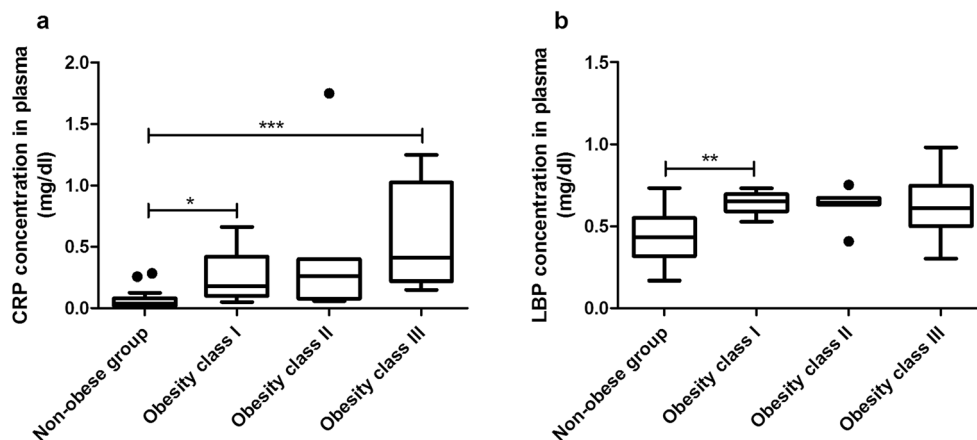 a
CRP concentration in plasma
(mg/dl)
2.0
1.5
1.0
0.5
0.0
***
*
Non-obese group
Obesity class I
Obesity class II
Obesity class III
b
LBP concentration in plasma
(mg/dl)
1.5
1.0
0.5
0.0
**
Non-obese group
Obesity class I
Obesity class II
Obesity class III